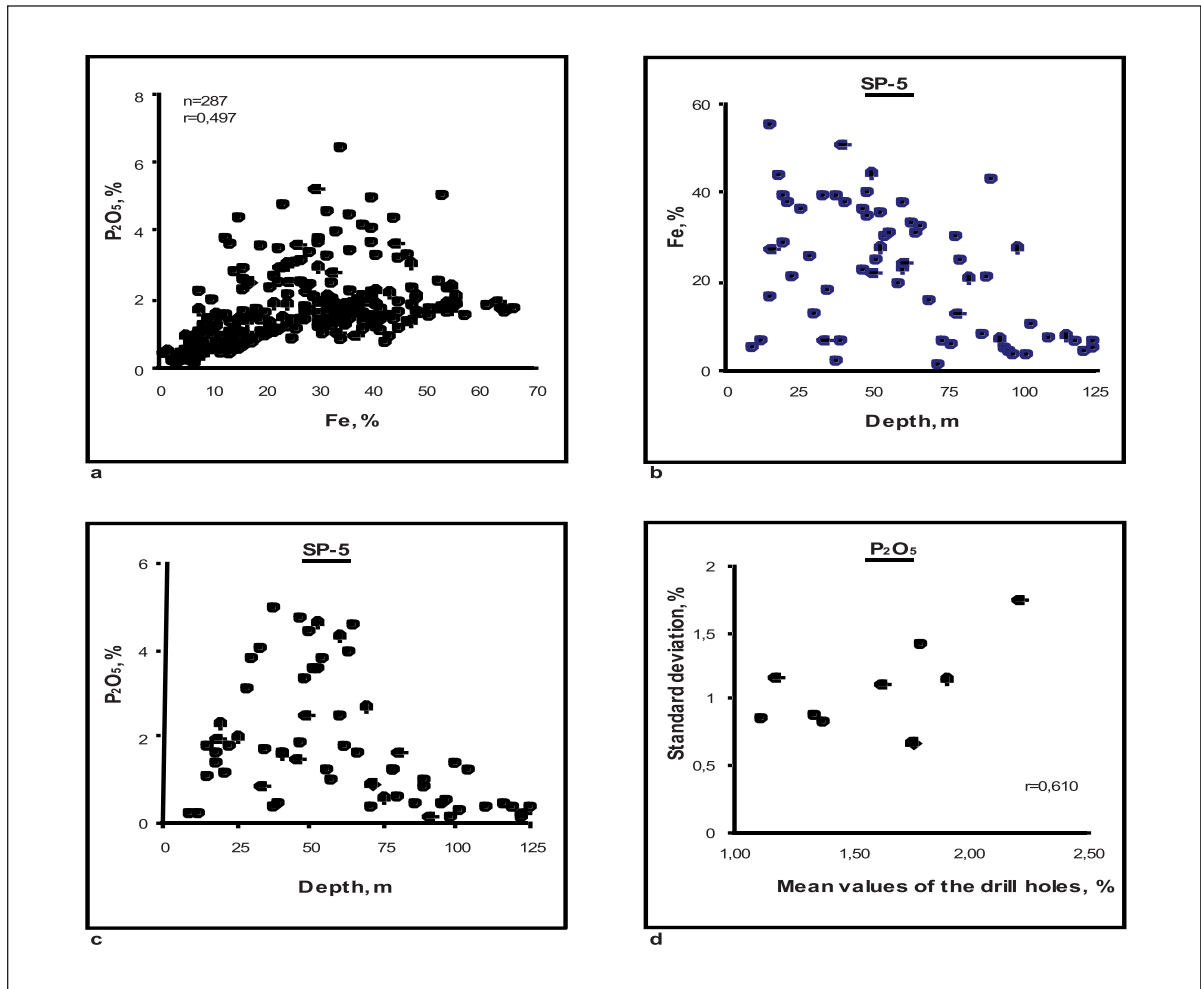 8
6
4
2
0
n=287
r=0,497
P₂O₅, %
0 10 20 30 40 50 60 70
Fe, %
a
SP-5
60
40
20
0
Fe, %
0 25 50 75 100 125
Depth, m
b
SP-5
6
4
2
0
P₂O₅, %
0 25 50 75 100 125
Depth, m
c
P₂O₅
2
1,5
1
0,5
0
Standard deviation, %
r=0,610
1,00 1,50 2,00 2,50
Mean values of the drill holes, %
d